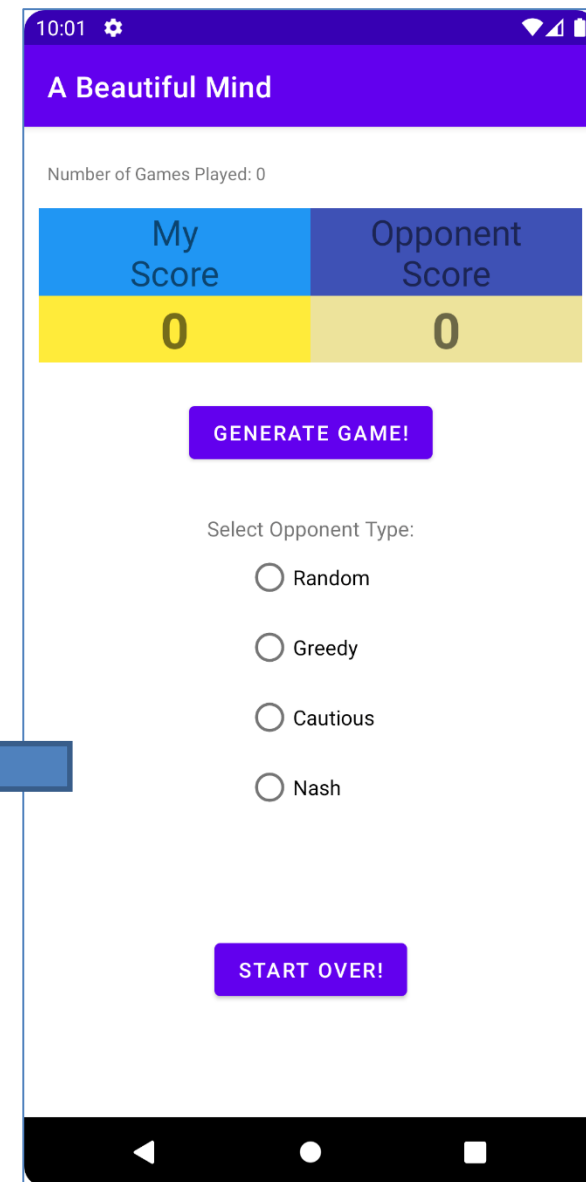 10:01
A Beautiful Mind
Number of Games Played: 0
My Opponent
Score Score
0 0
GENERATE GAME!
Select Opponent Type:
Random
Greedy
Cautious
Nash
START OVER!